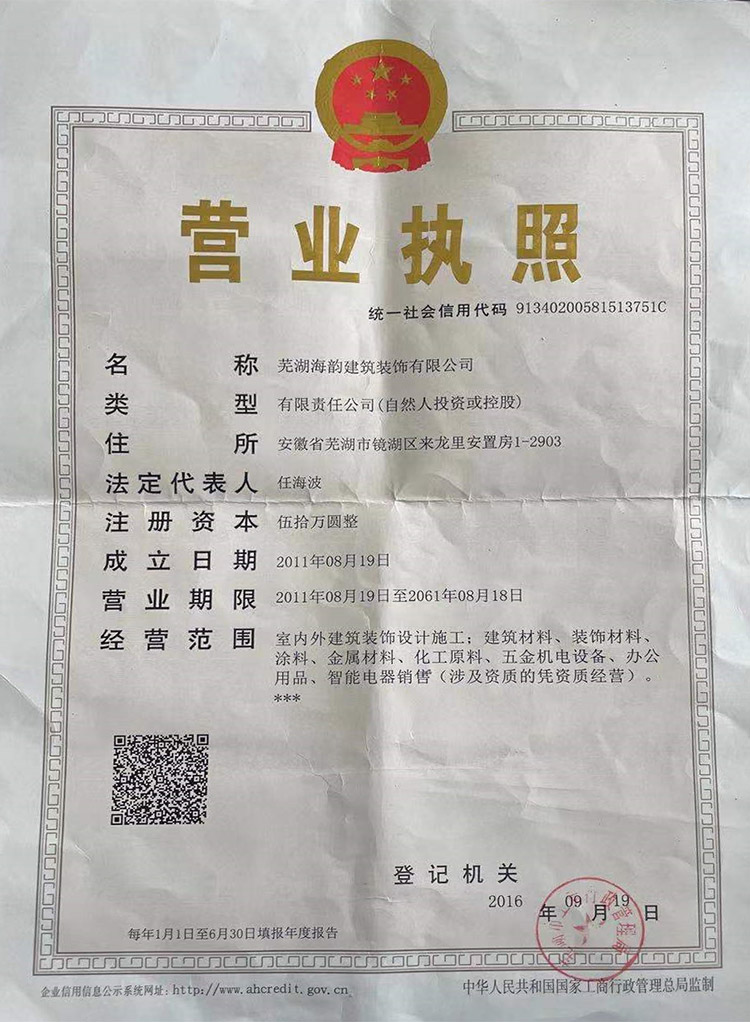 营业执照
统一社会信用代码 91340200581513751C
名称 芜湖海韵建筑装饰有限公司
类型 有限责任公司(自然人投资或控股)
住所 安徽省芜湖市镜湖区来龙里安置房1-2903
法定代表人 任海波
注册资本 伍拾万圆整
成立日期 2011年08月19日
营业期限 2011年08月19日至2061年08月18日
经营范围 室内外建筑装饰设计施工；建筑材料、装饰材料、
涂料、金属材料、化工原料、五金机电设备、办公
用品、智能电器销售（涉及资质的凭资质经营）。
***
登记机关
2016 年 09 月 19 日
每年1月1日至6月30日填报年度报告
企业信用信息公示系统网址: http://www.ahcredit.gov.cn
中华人民共和国国家工商行政管理总局监制